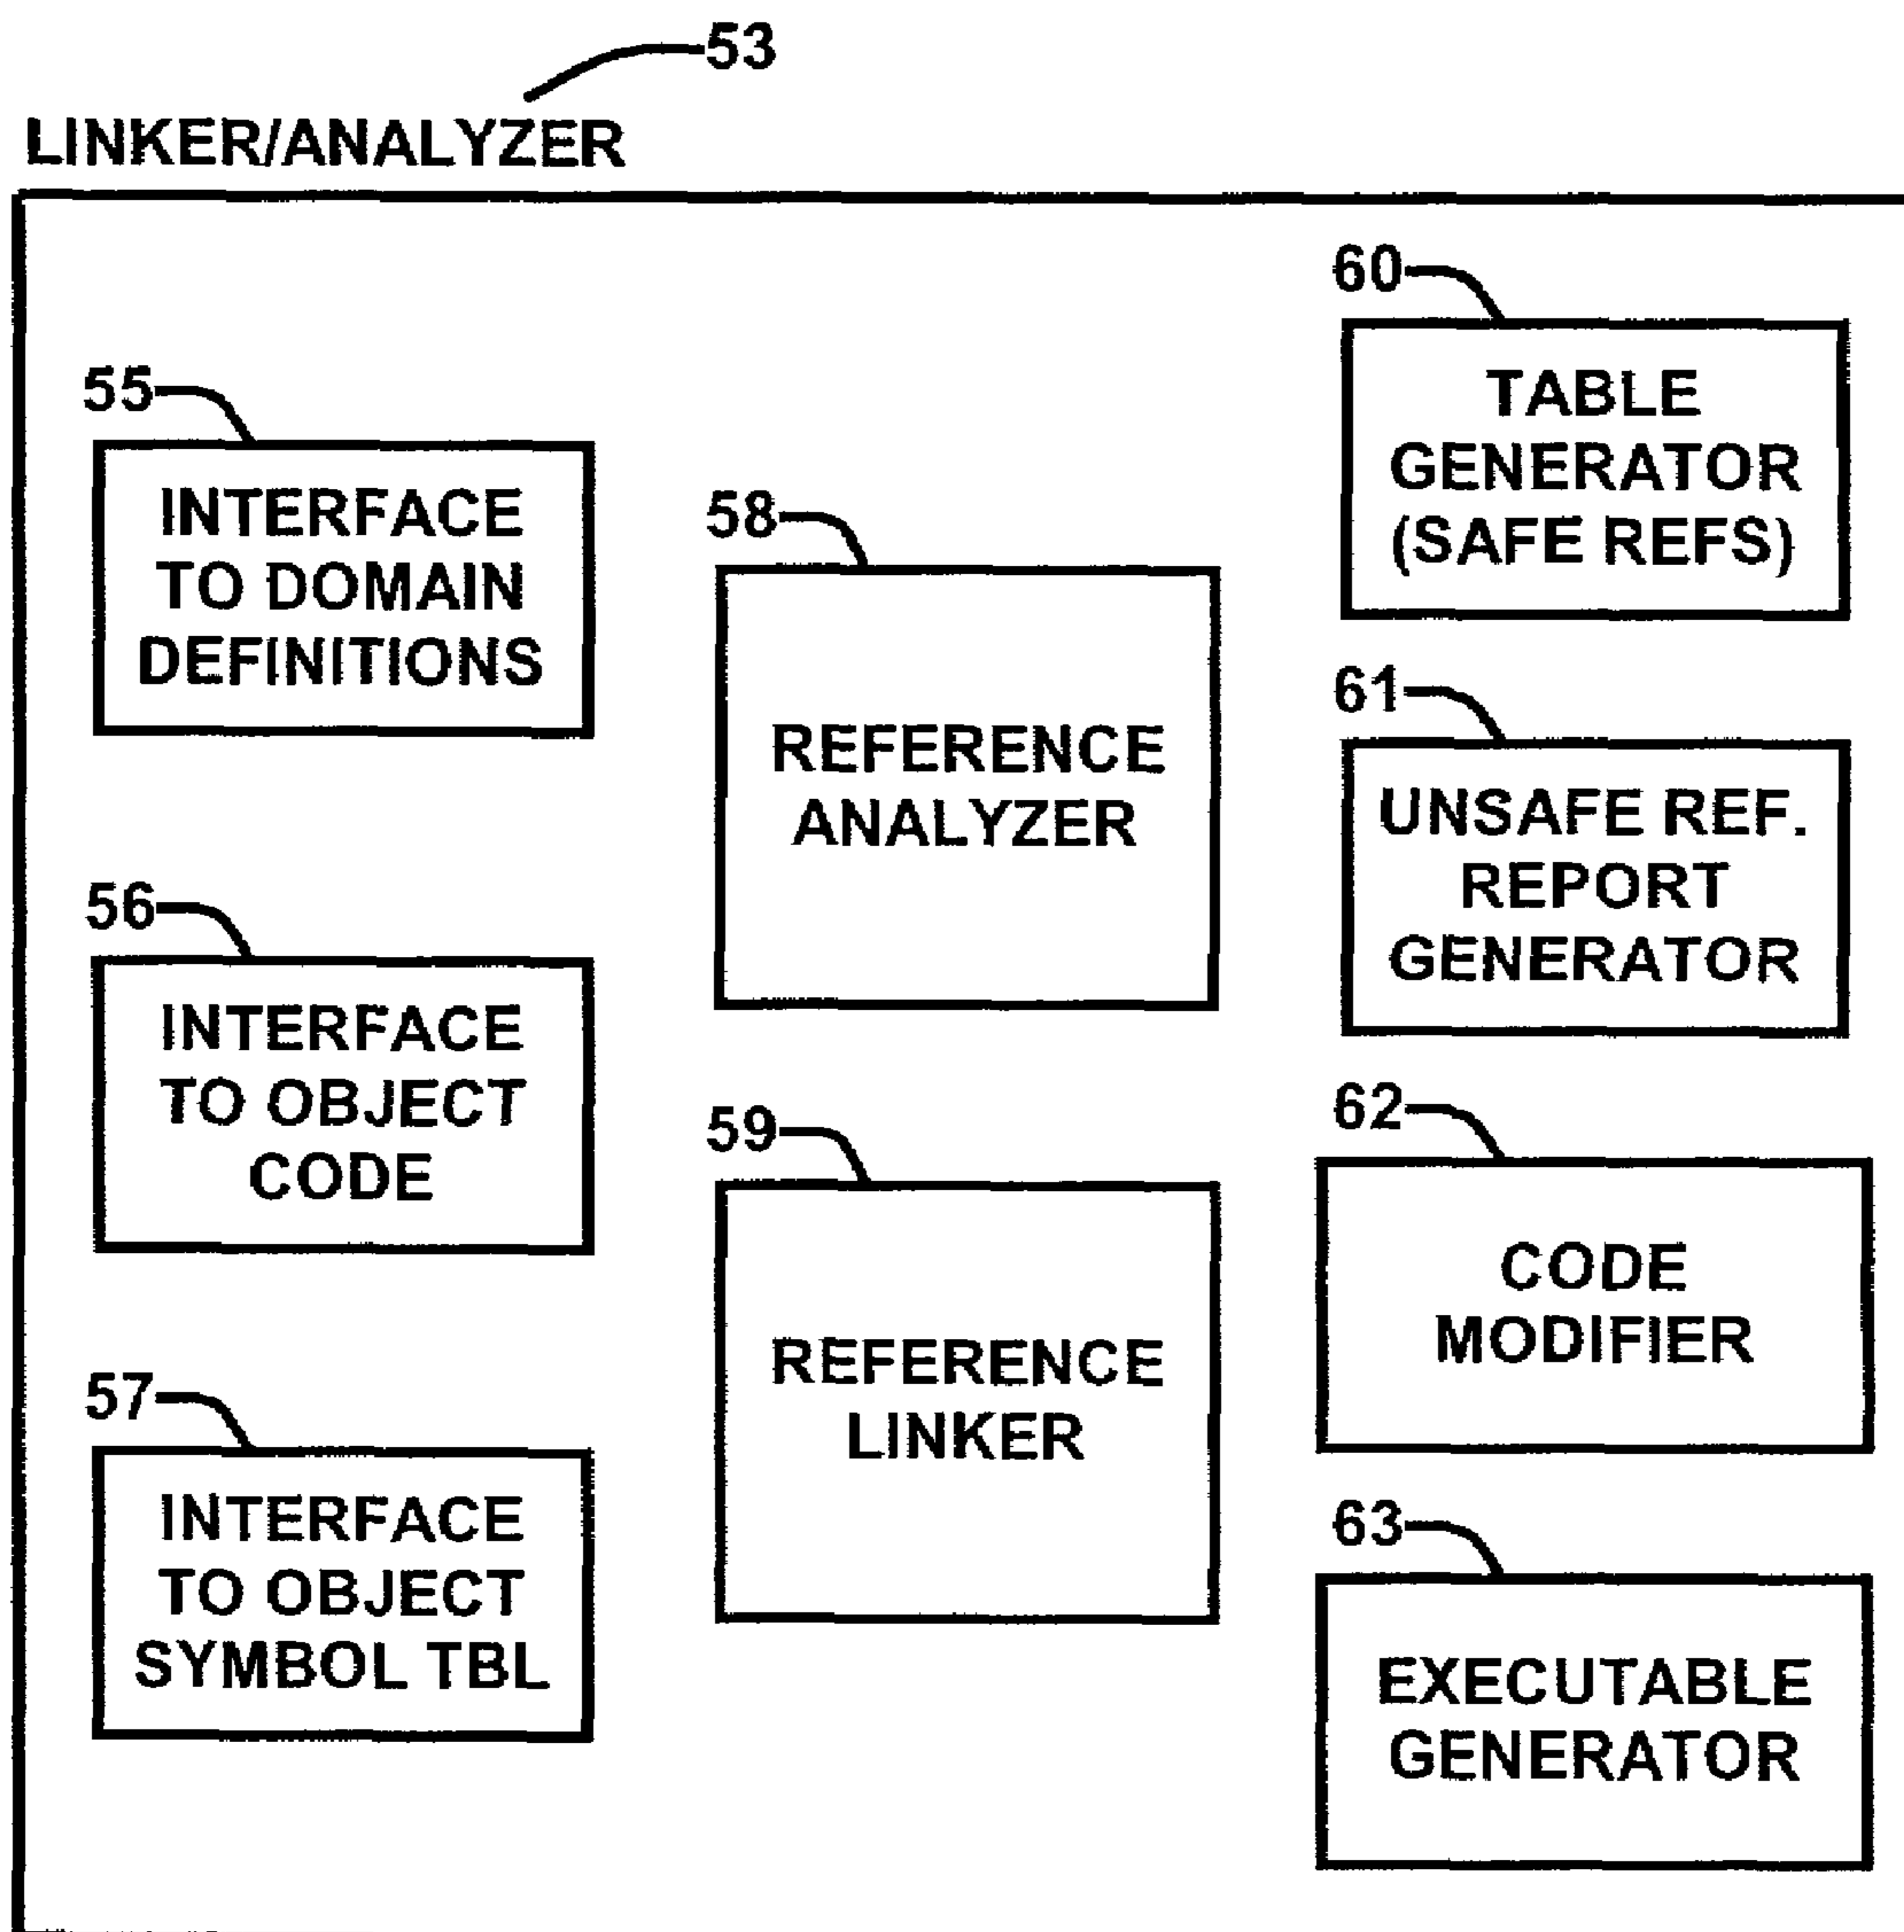 53
LINKER/ANALYZER
55
INTERFACE
TO DOMAIN
DEFINITIONS
56
INTERFACE
TO OBJECT
CODE
57
INTERFACE
TO OBJECT
SYMBOL TBL
58
REFERENCE
ANALYZER
59
REFERENCE
LINKER
60
TABLE
GENERATOR
(SAFE REFS)
61
UNSAFE REF.
REPORT
GENERATOR
62
CODE
MODIFIER
63
EXECUTABLE
GENERATOR